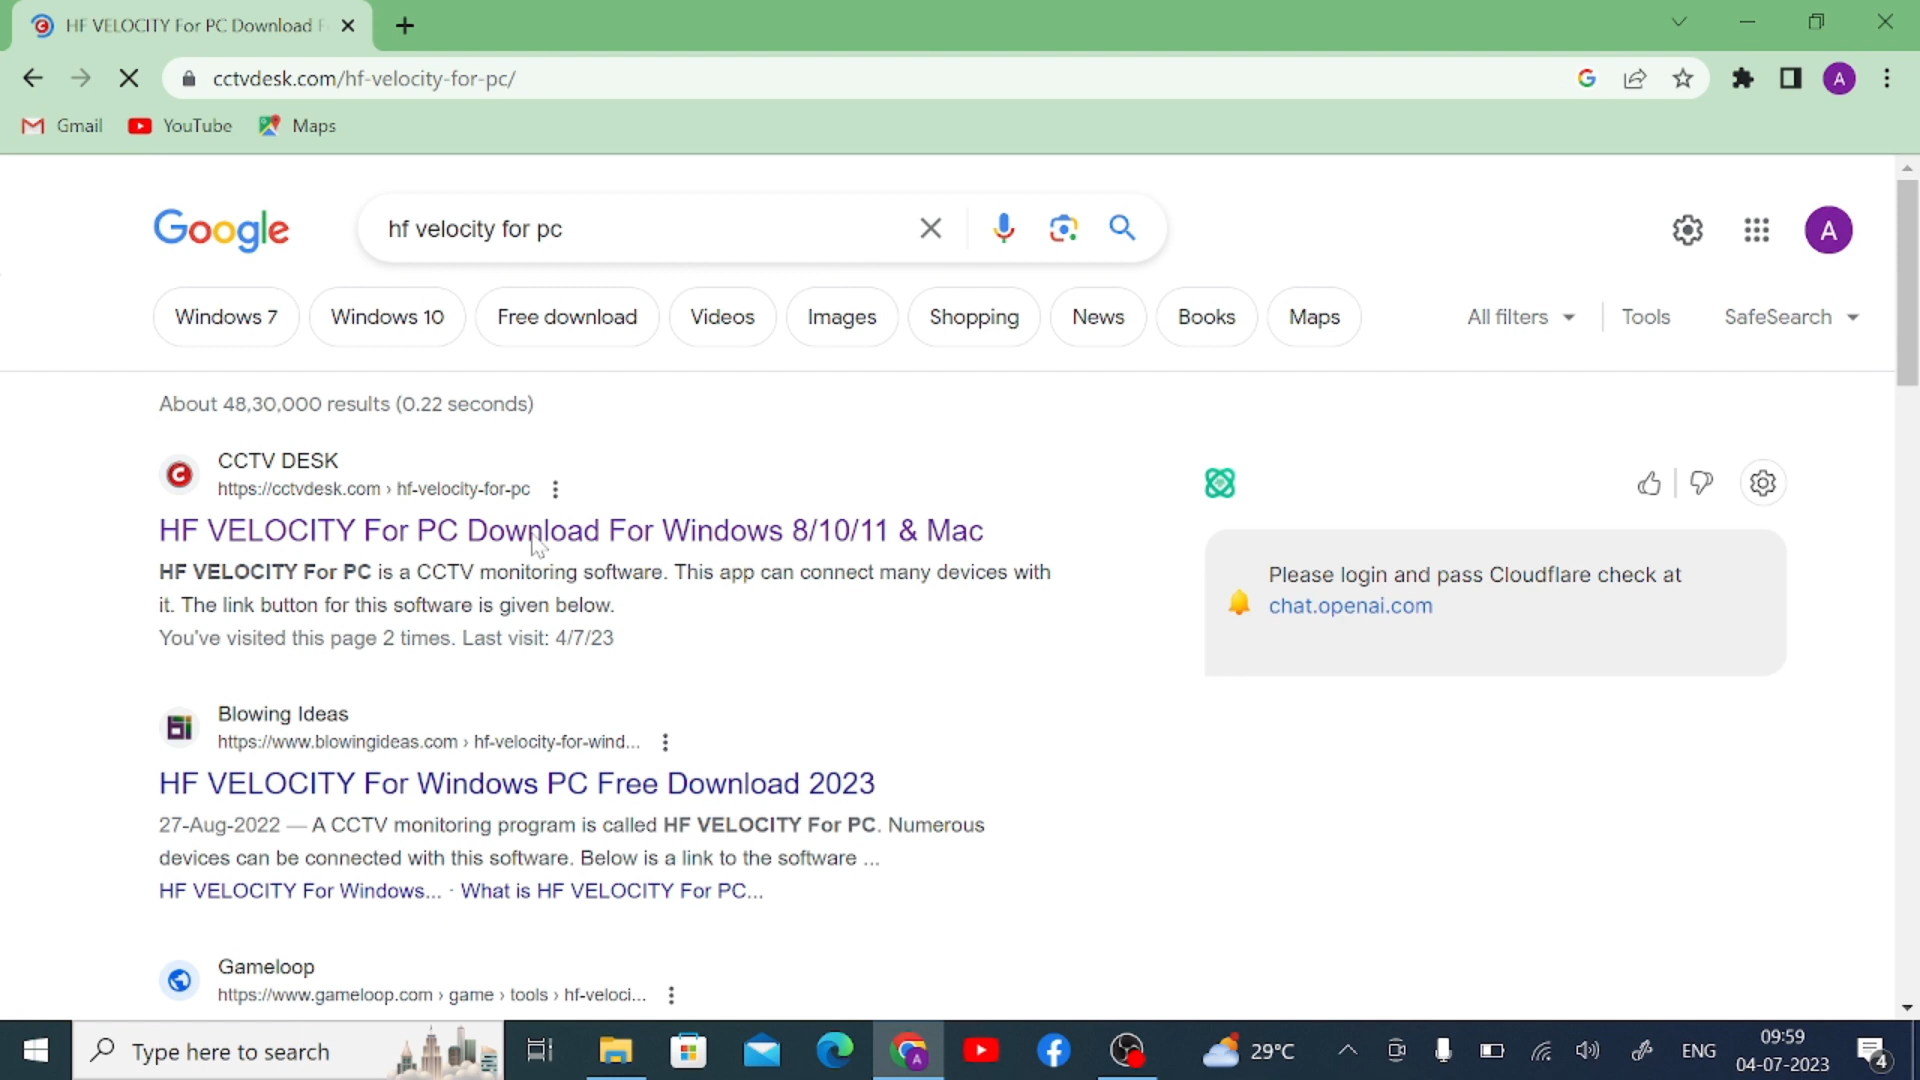 HF VELOCITY For PC Download F
cctvdesk.com/hf-velocity-for-pc/
A
Gmail
YouTube
Maps
Google
hf velocity for pc
A
Windows 7
Windows 10
Free download
Videos
Images
Shopping
News
Books
Maps
All filters
Tools
SafeSearch
About 48,30,000 results (0.22 seconds)
CCTV DESK
https://cctvdesk.com › hf-velocity-for-pc
HF VELOCITY For PC Download For Windows 8/10/11 & Mac
HF VELOCITY For PC is a CCTV monitoring software. This app can connect many devices with
it. The link button for this software is given below.
You've visited this page 2 times. Last visit: 4/7/23
Please login and pass Cloudflare check at
chat.openai.com
Blowing Ideas
https://www.blowingideas.com › hf-velocity-for-wind...
HF VELOCITY For Windows PC Free Download 2023
27-Aug-2022 — A CCTV monitoring program is called HF VELOCITY For PC. Numerous
devices can be connected with this software. Below is a link to the software ...
HF VELOCITY For Windows... · What is HF VELOCITY For PC...
Gameloop
https://www.gameloop.com › game › tools › hf-veloci...
Type here to search
A
29°C
ENG
09:59
04-07-2023
4